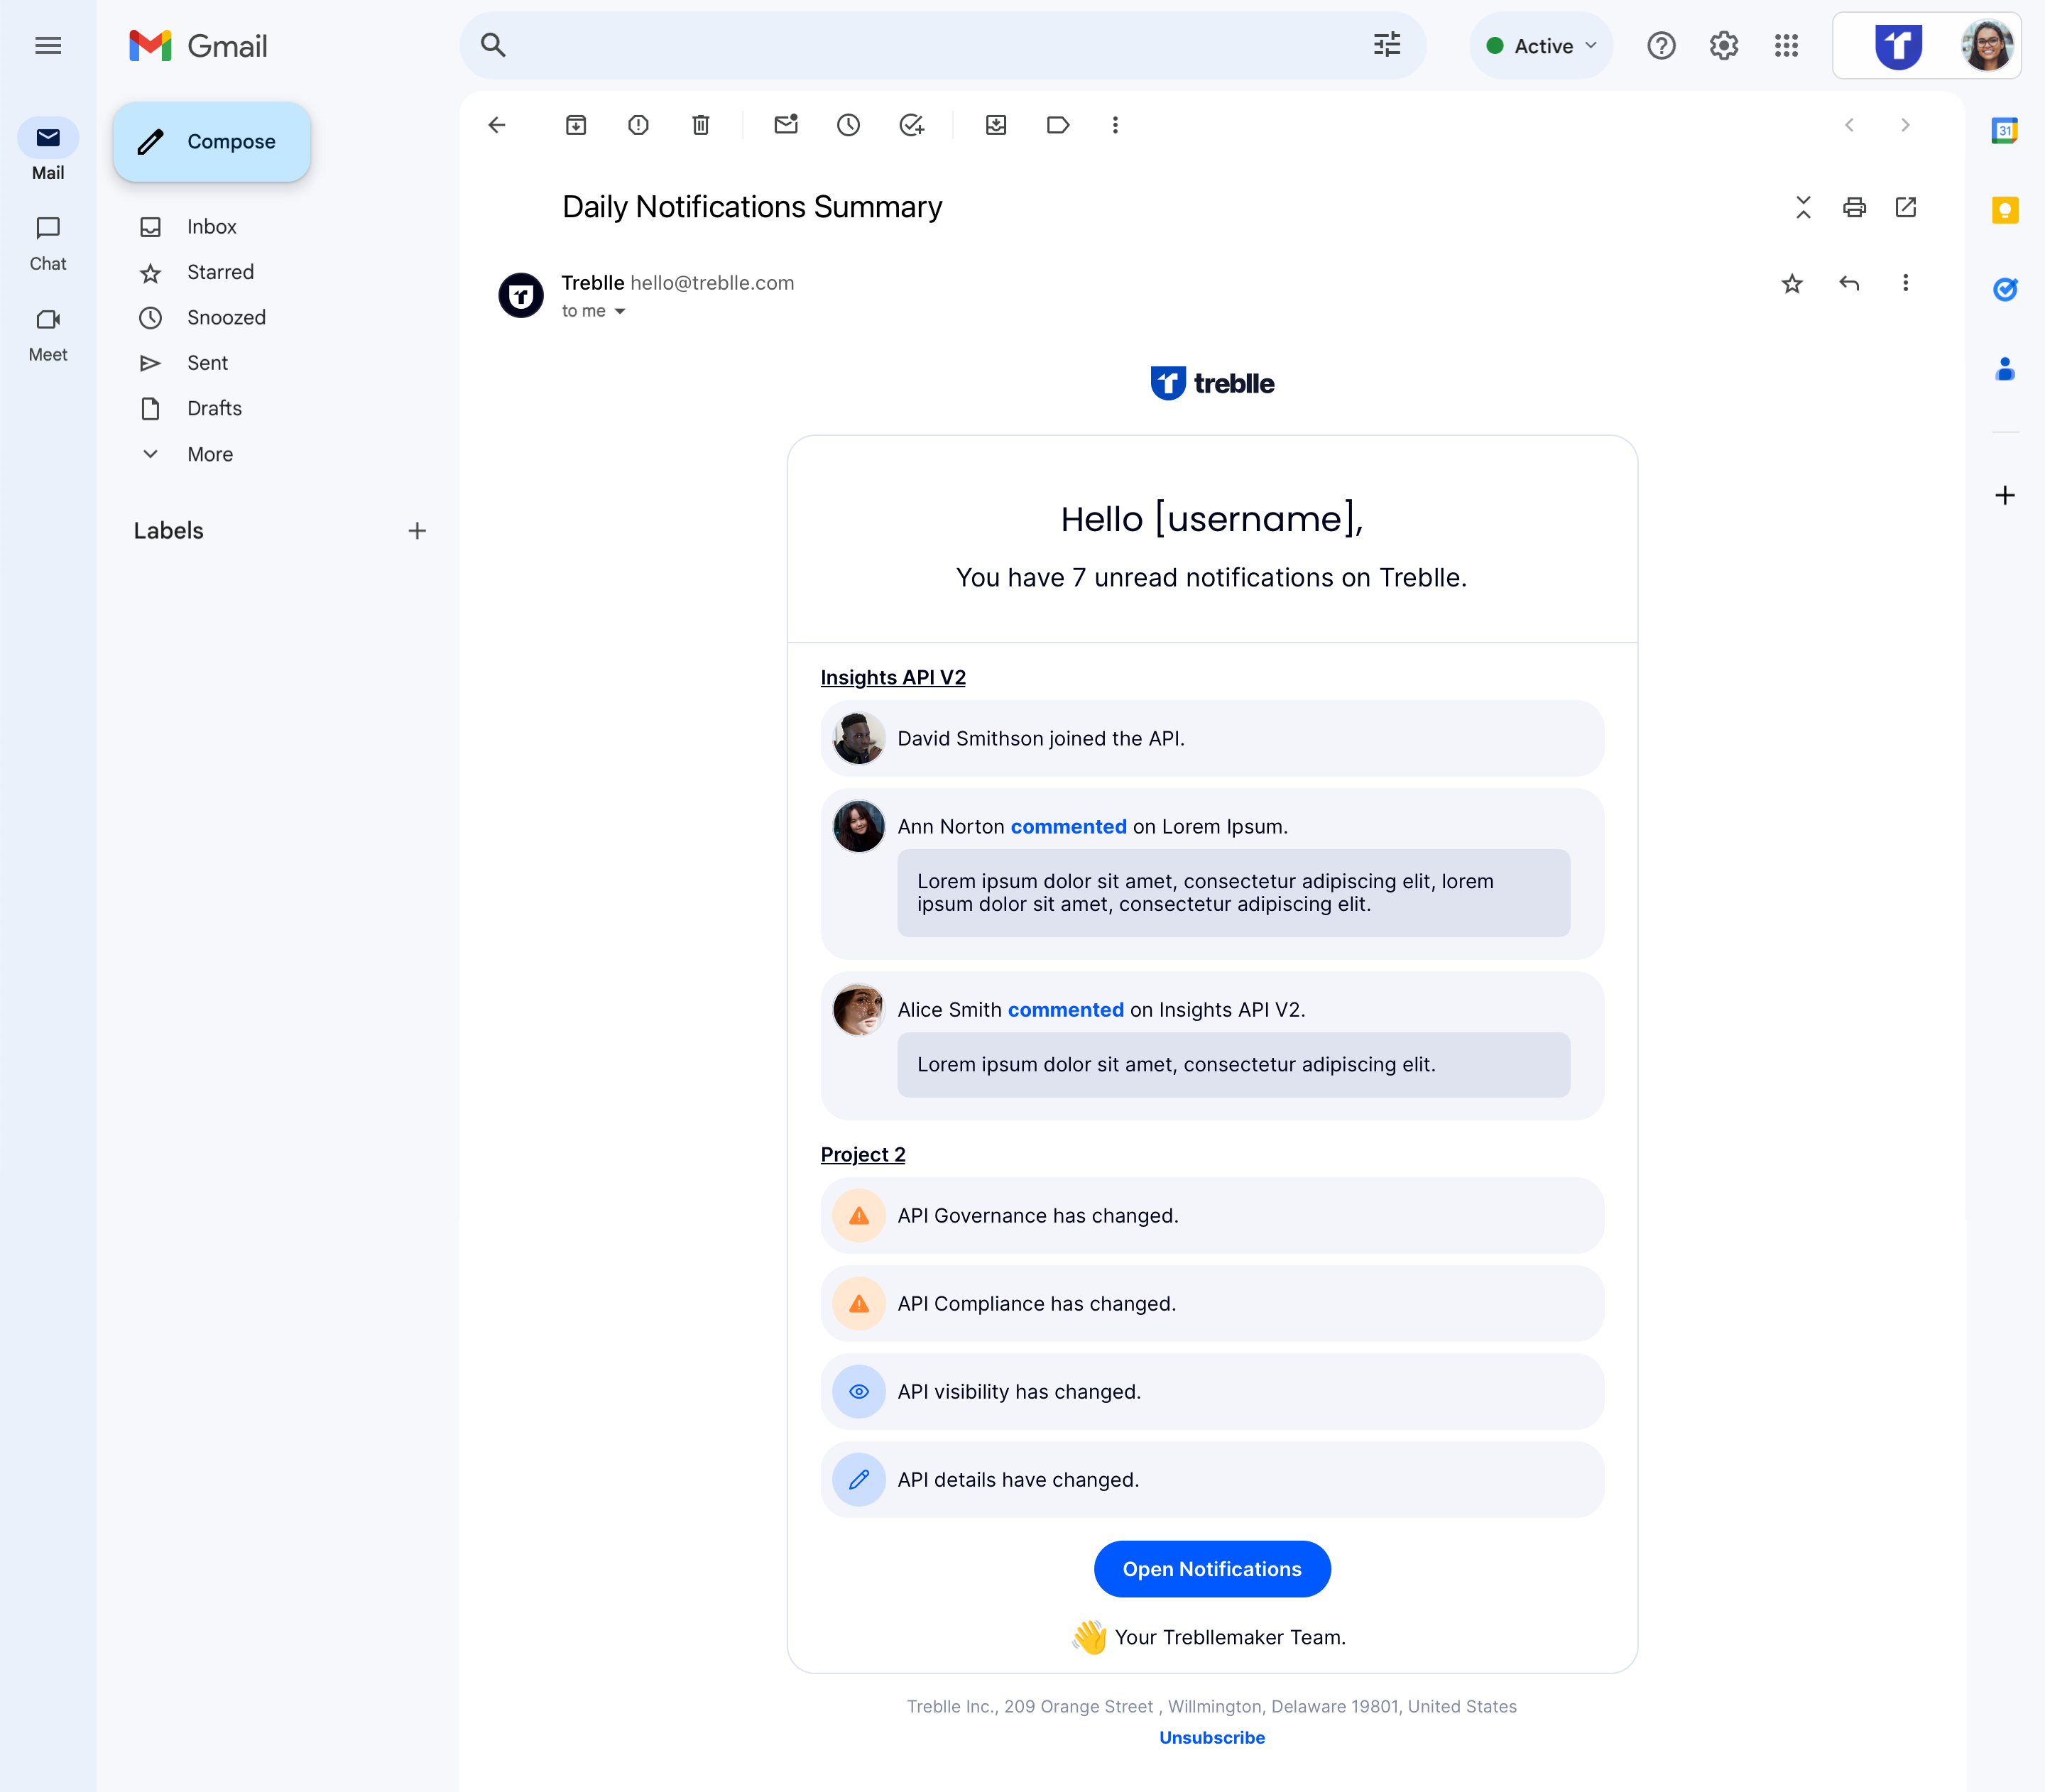 Gmail
Active
Compose
Mail
Inbox
Chat
Starred
Snoozed
Meet
Sent
Drafts
More
Labels
Daily Notifications Summary
Treblle hello@treblle.com
to me
31
treblle
Hello [username],
You have 7 unread notifications on Treblle.
Insights API V2
David Smithson joined the API.
Ann Norton commented on Lorem Ipsum.
Lorem ipsum dolor sit amet, consectetur adipiscing elit, lorem
ipsum dolor sit amet, consectetur adipiscing elit.
Alice Smith commented on Insights API V2.
Lorem ipsum dolor sit amet, consectetur adipiscing elit.
Project 2
API Governance has changed.
API Compliance has changed.
API visibility has changed.
API details have changed.
Open Notifications
👋 Your Trebllemaker Team.
Treblle Inc., 209 Orange Street , Willmington, Delaware 19801, United States
Unsubscribe